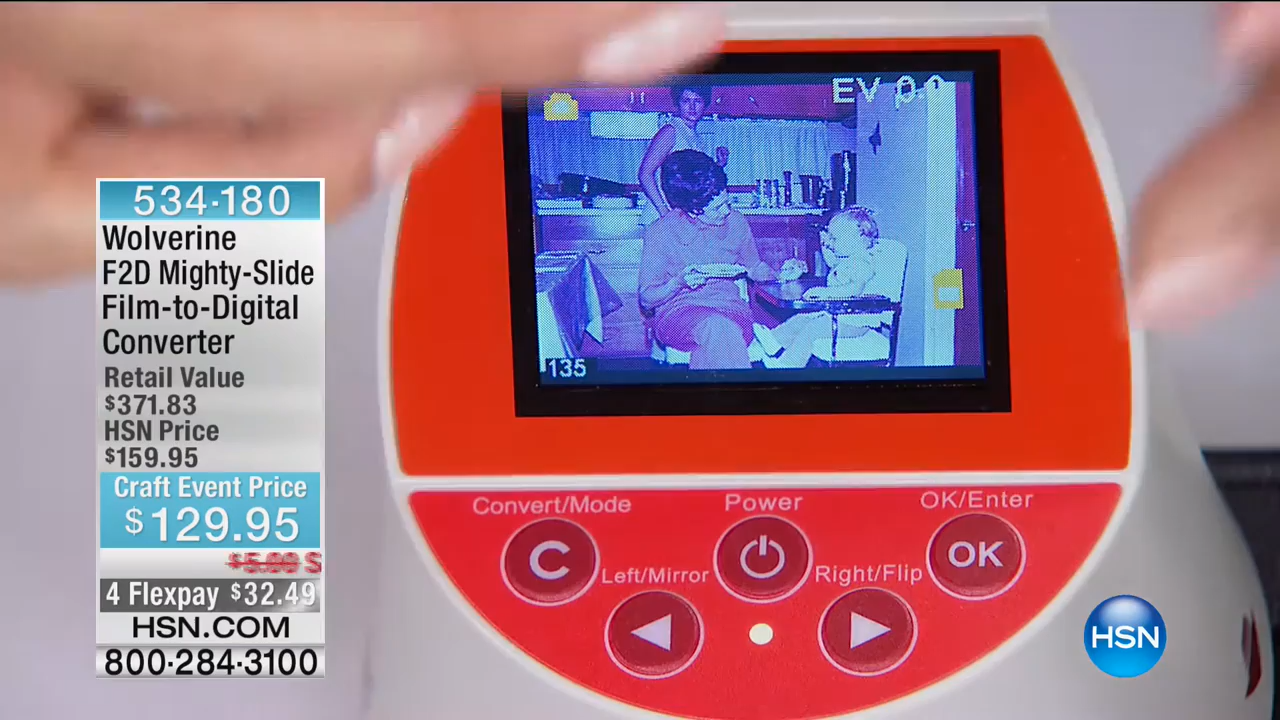 534·180
Wolverine
F2D Mighty-Slide
Film-to-Digital
Converter
Retail Value
$371.83
HSN Price
$159.95
Craft Event Price
$129.95
$5.00 S
4 Flexpay $32.49
HSN.COM
800·284·3100
EV 0.0
135
Convert/Mode
Power
OK/Enter
C
OK
Left/Mirror
Right/Flip
HSN